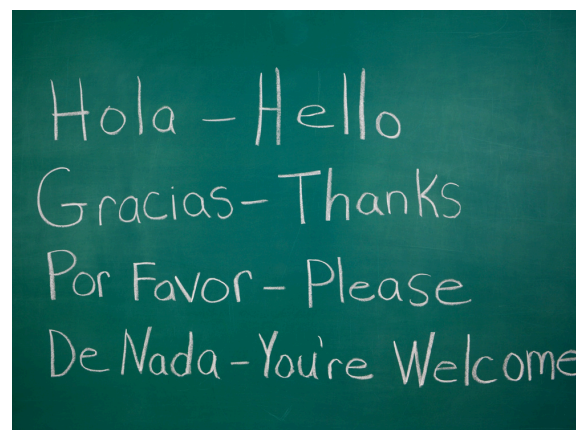 Hola - Hello
Gracias - Thanks
Por Favor - Please
De Nada - You're Welcome